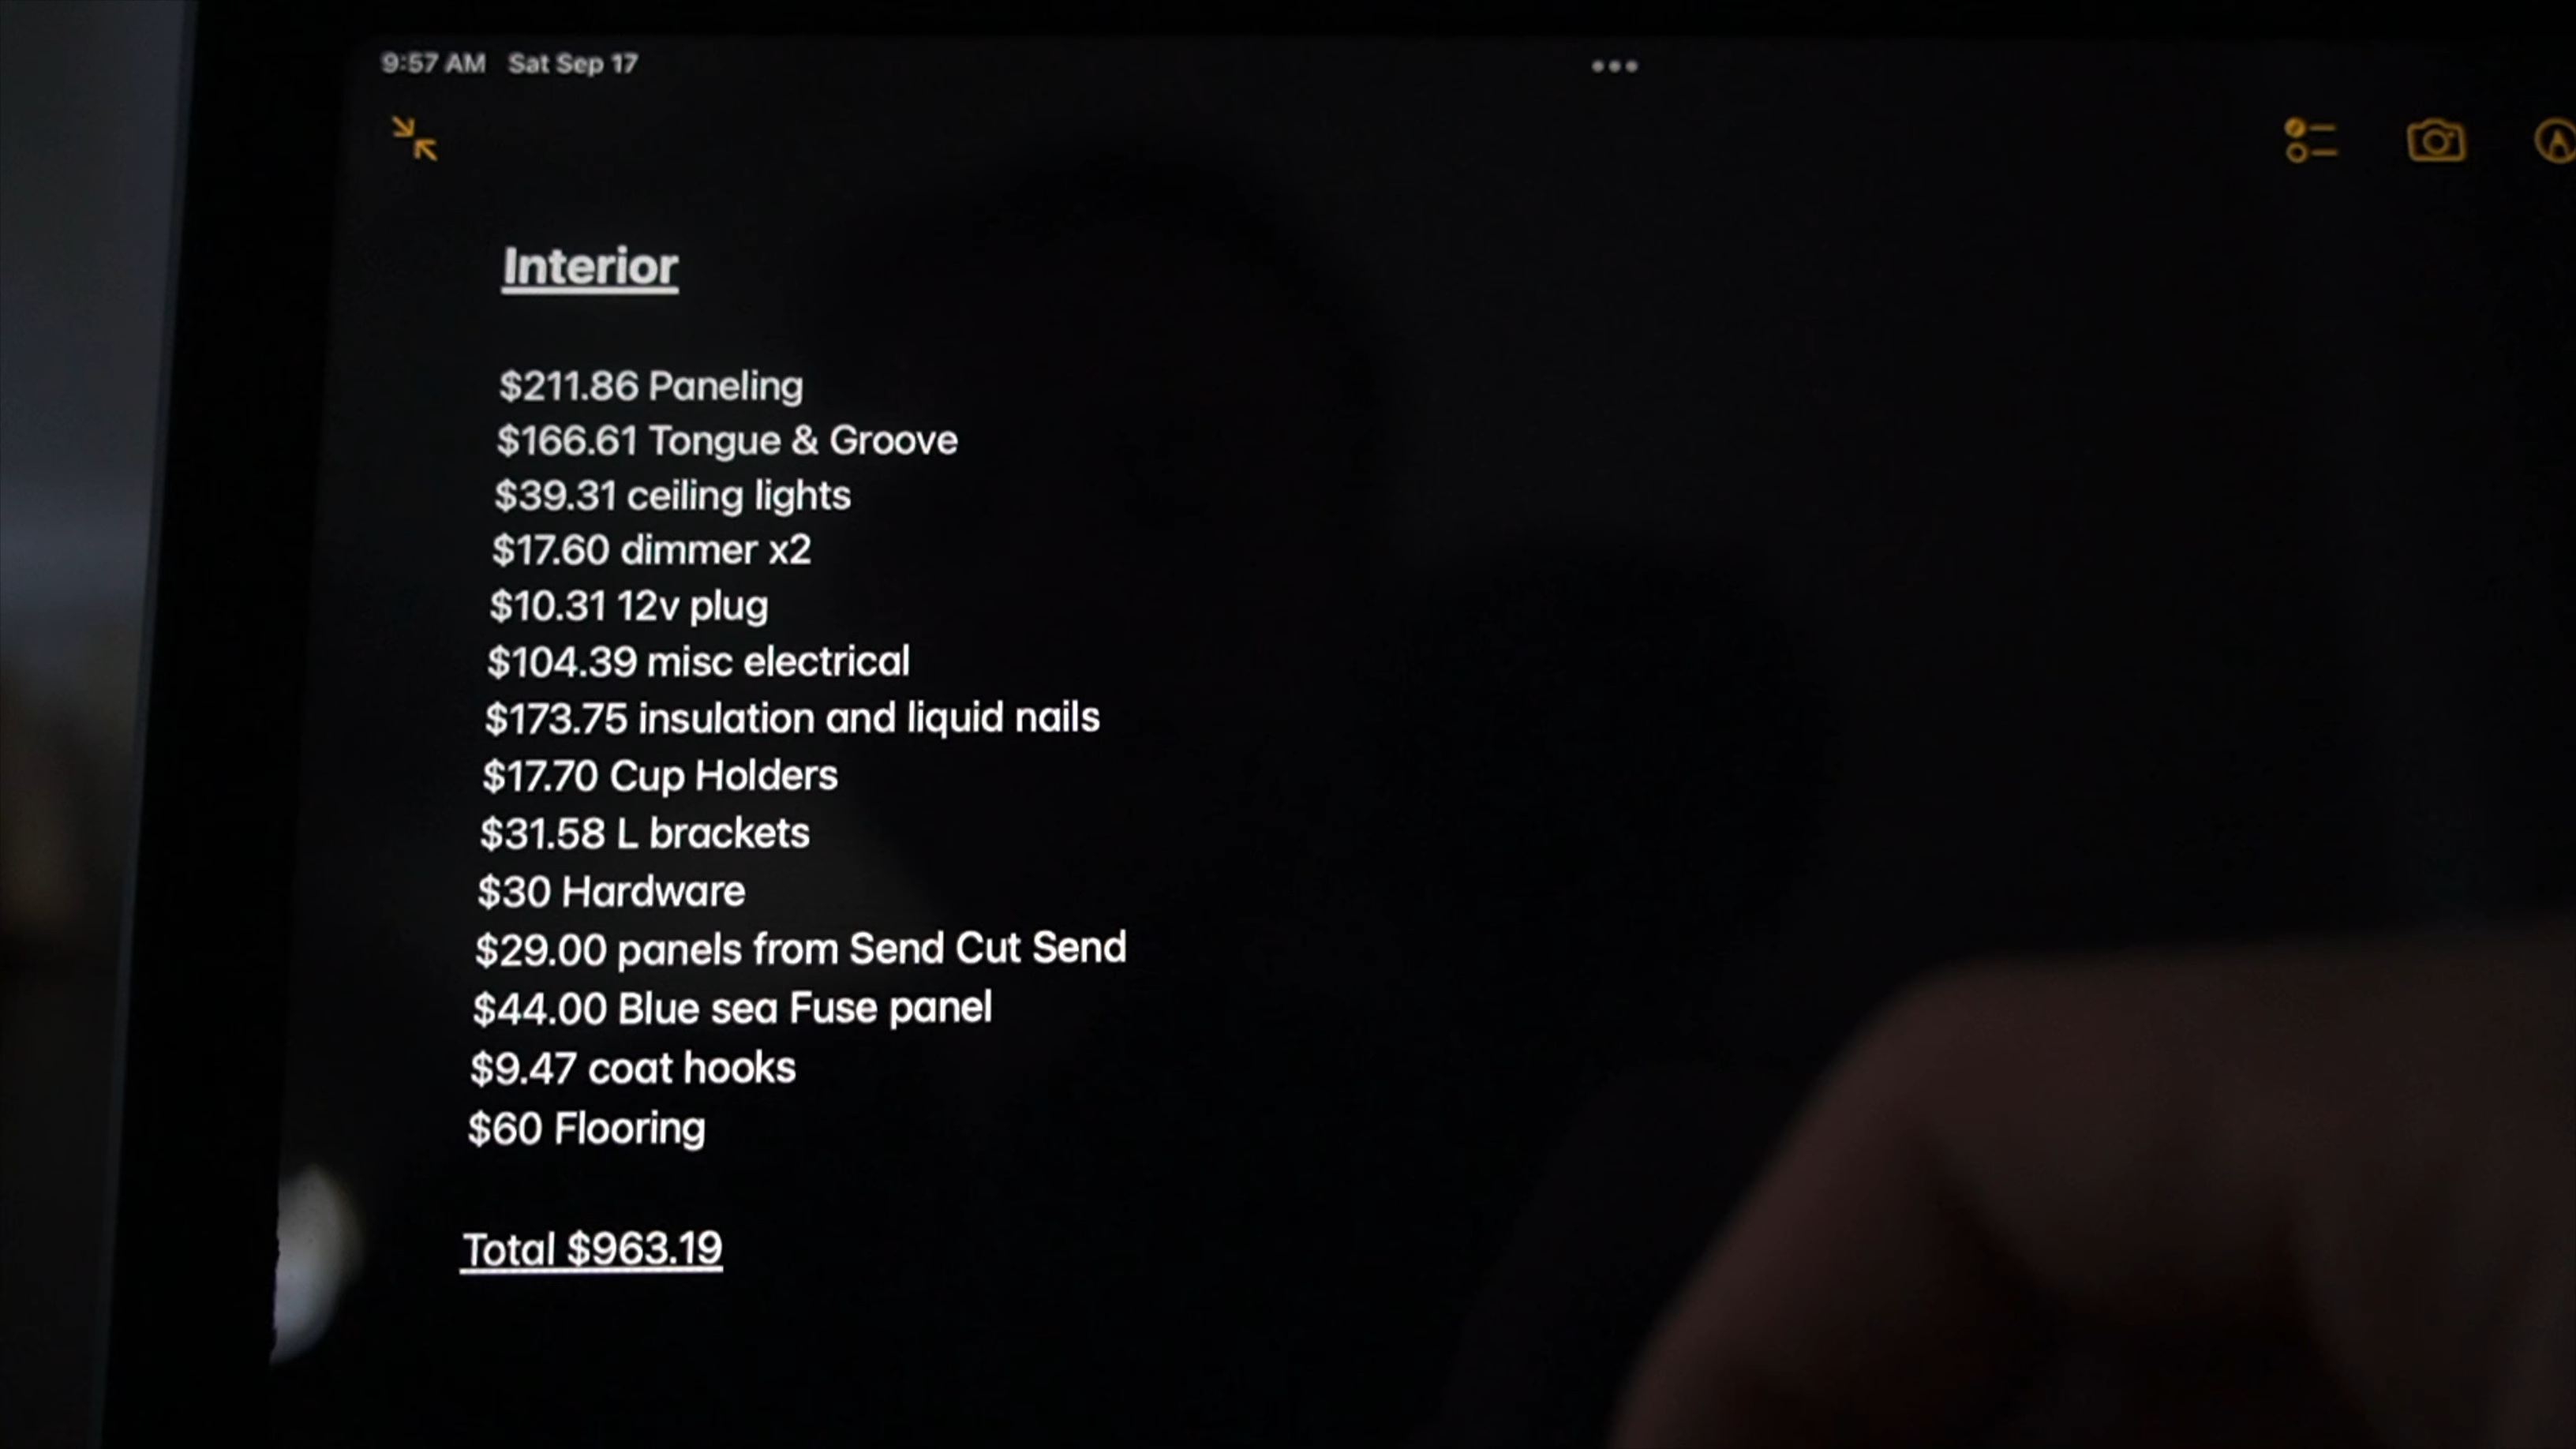 9:57 AM Sat Sep 17
Interior
$211.86 Paneling
$166.61 Tongue & Groove
$39.31 ceiling lights
$17.60 dimmer x2
$10.31 12v plug
$104.39 misc electrical
$173.75 insulation and liquid nails
$17.70 Cup Holders
$31.58 L brackets
$30 Hardware
$29.00 panels from Send Cut Send
$44.00 Blue sea Fuse panel
$9.47 coat hooks
$60 Flooring
Total $963.19